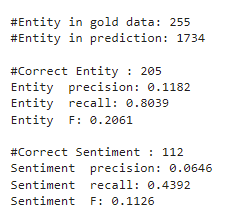 #Entity in gold data: 255
#Entity in prediction: 1734
#Correct Entity : 205
Entity  precision: 0.1182
Entity  recall: 0.8039
Entity  F: 0.2061
#Correct Sentiment : 112
Sentiment  precision: 0.0646
Sentiment  recall: 0.4392
Sentiment  F: 0.1126